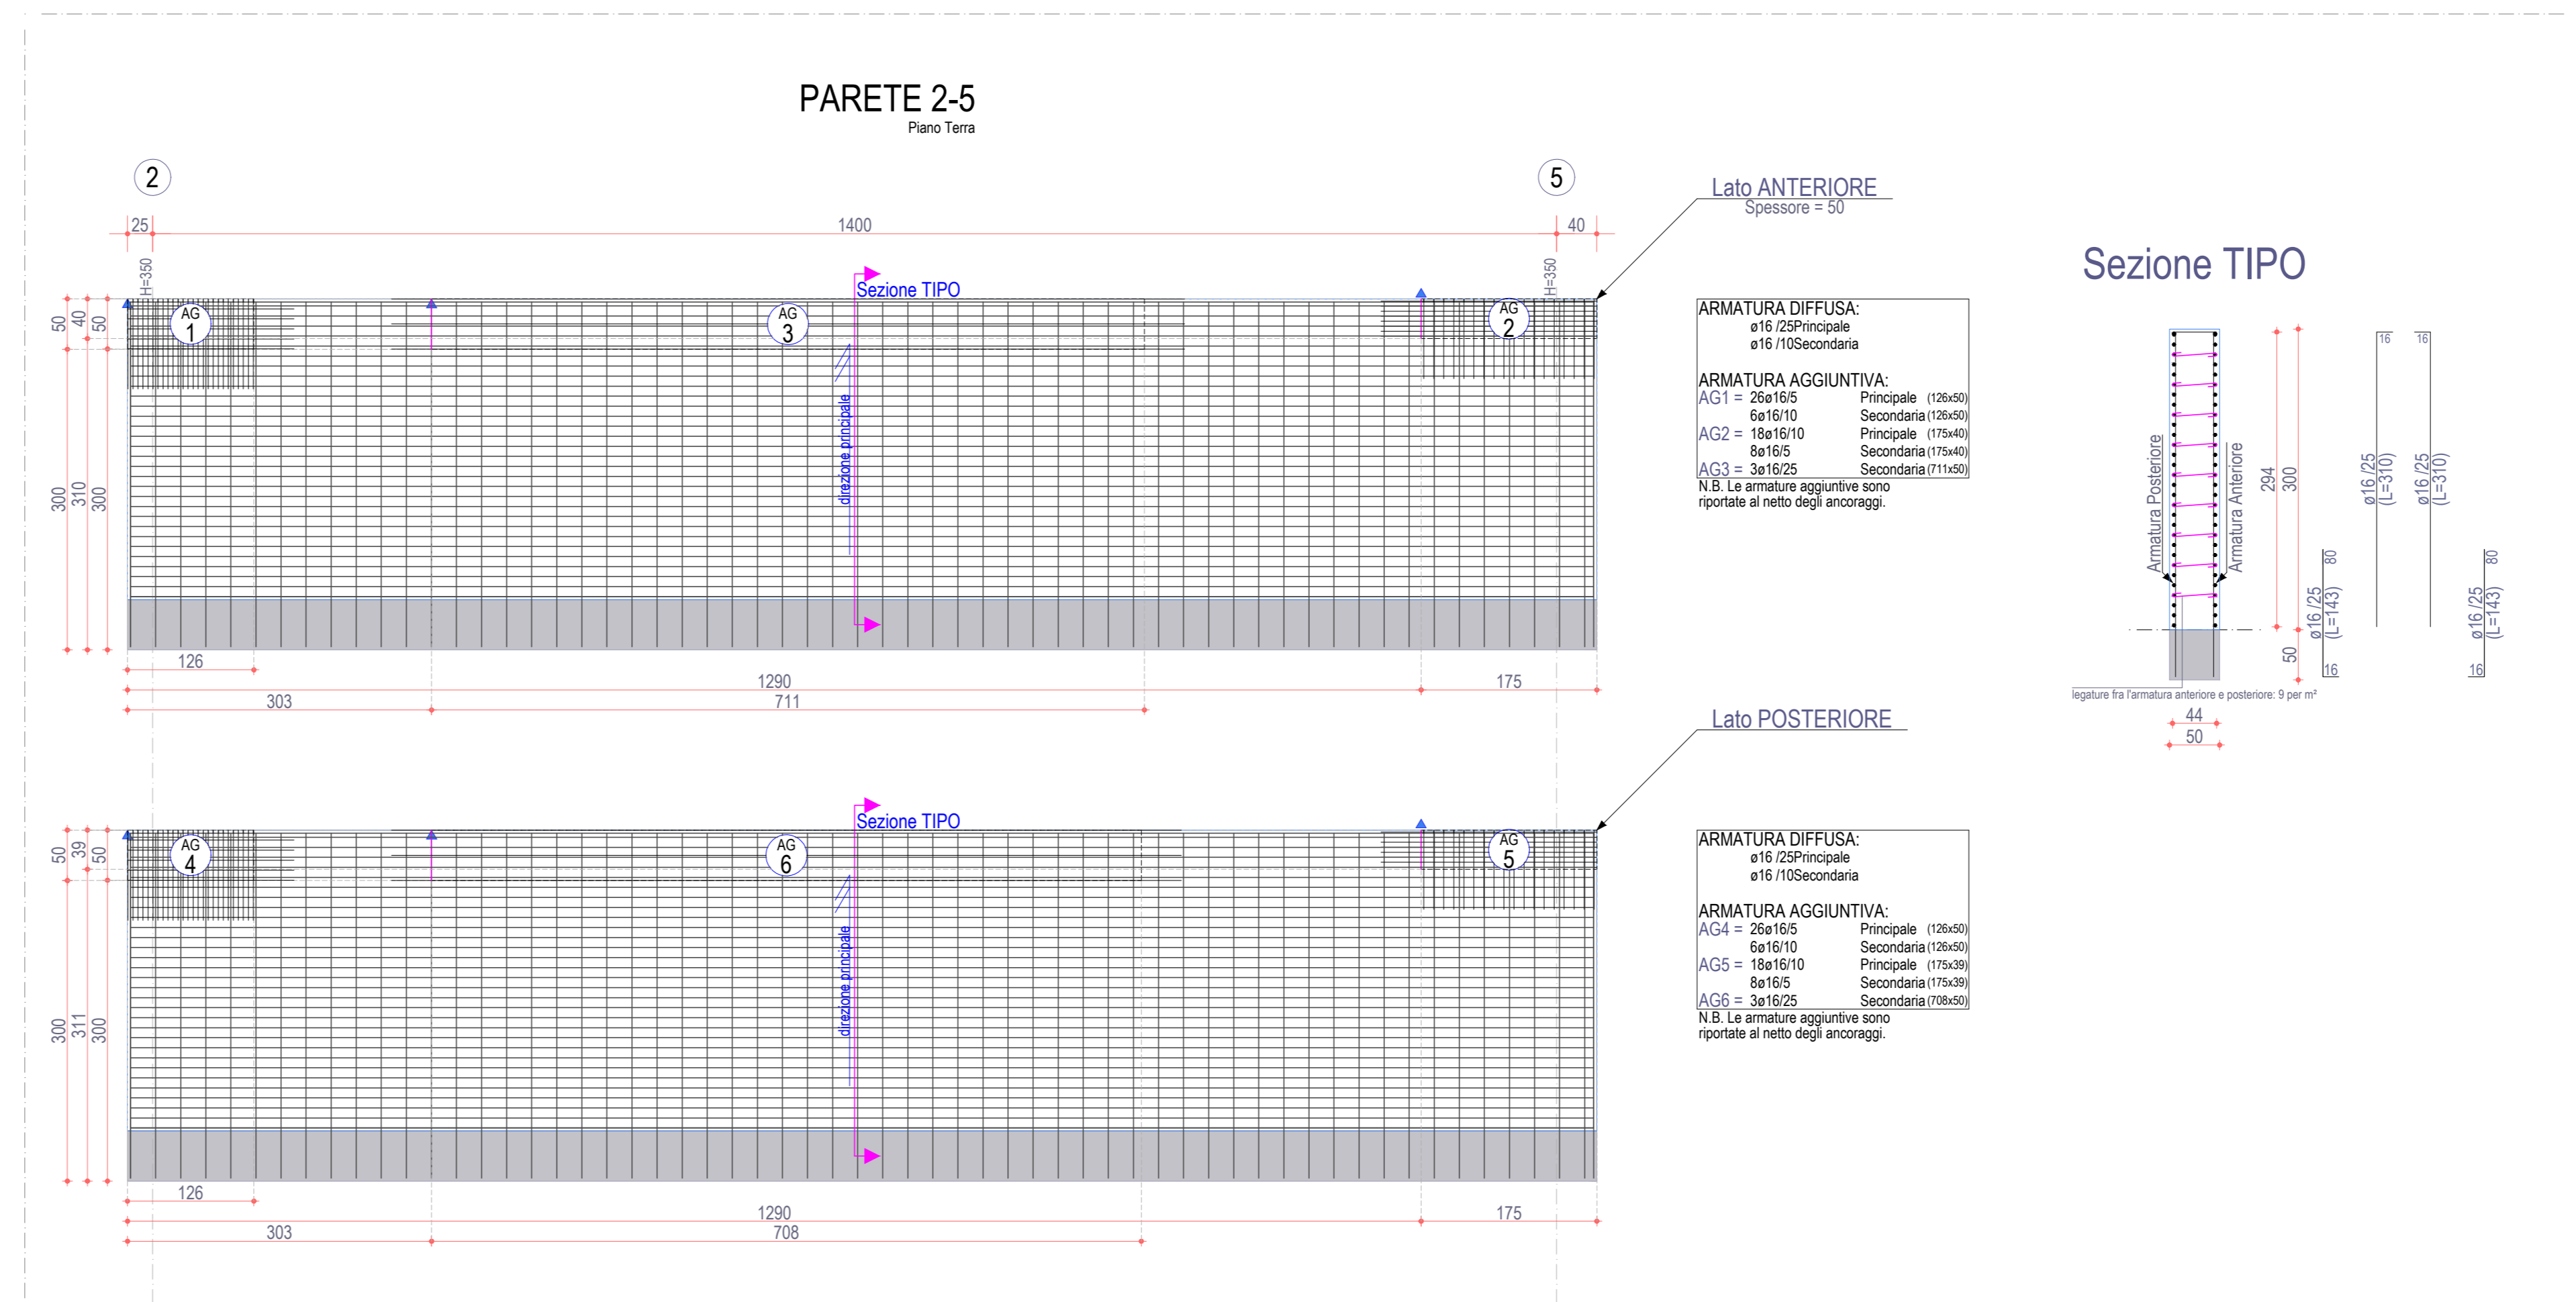 PARETE 2-5
Piano Terra
2
5
25
1400
40
Lato ANTERIORE
Spessore = 50
H=350
H=350
Sezione TIPO
AG
1
AG
3
AG
2
50
40
50
300
310
300
direzione principale
126
1290
175
303
711
ARMATURA DIFFUSA:
ø16 /25Principale
ø16 /10Secondaria
ARMATURA AGGIUNTIVA:
AG1 = 26ø16/5 Principale (126x50)
6ø16/10 Secondaria (126x50)
AG2 = 18ø16/10 Principale (175x40)
8ø16/5 Secondaria (175x40)
AG3 = 3ø16/25 Secondaria (711x50)
N.B. Le armature aggiuntive sono
riportate al netto degli ancoraggi.
Sezione TIPO
Armatura Posteriore
Armatura Anteriore
294
300
50
16
16
ø16 /25
(L=310)
ø16 /25
(L=310)
80
ø16 /25
(L=143)
16
80
ø16 /25
(L=143)
16
legature fra l'armatura anteriore e posteriore: 9 per m²
44
50
Lato POSTERIORE
Sezione TIPO
AG
4
AG
6
AG
5
50
39
50
300
311
300
direzione principale
126
1290
175
303
708
ARMATURA DIFFUSA:
ø16 /25Principale
ø16 /10Secondaria
ARMATURA AGGIUNTIVA:
AG4 = 26ø16/5 Principale (126x50)
6ø16/10 Secondaria (126x50)
AG5 = 18ø16/10 Principale (175x39)
8ø16/5 Secondaria (175x39)
AG6 = 3ø16/25 Secondaria (708x50)
N.B. Le armature aggiuntive sono
riportate al netto degli ancoraggi.